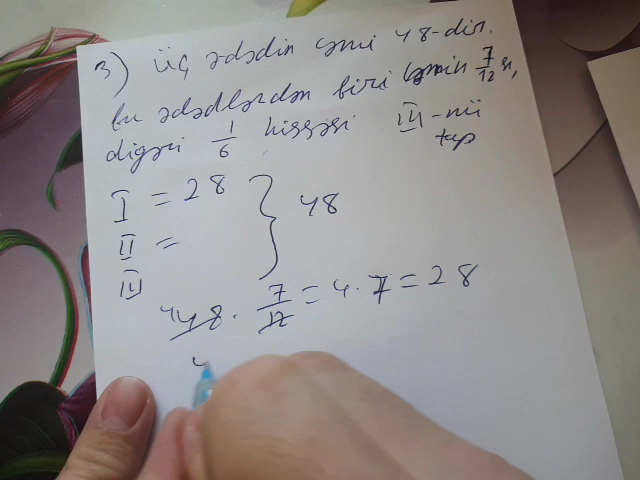 3) üç ədədin cəmi 48-dir.
bu ədədlərdən biri cəmin 7/12 si,
digəri 1/6 hissəsi III-nü
tap
I = 28
II =
III
} 48
48 · 7/12 = 4 · 7 = 28
4